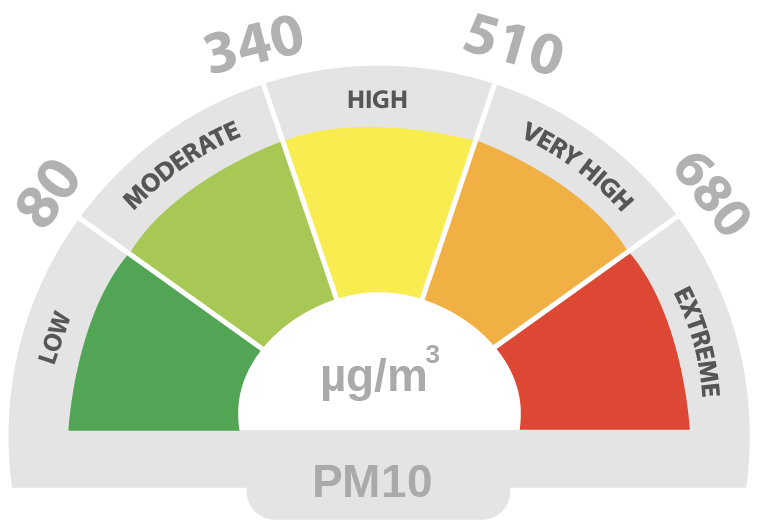 80
340
510
680
LOW
MODERATE
HIGH
VERY HIGH
EXTREME
µg/m³
PM10